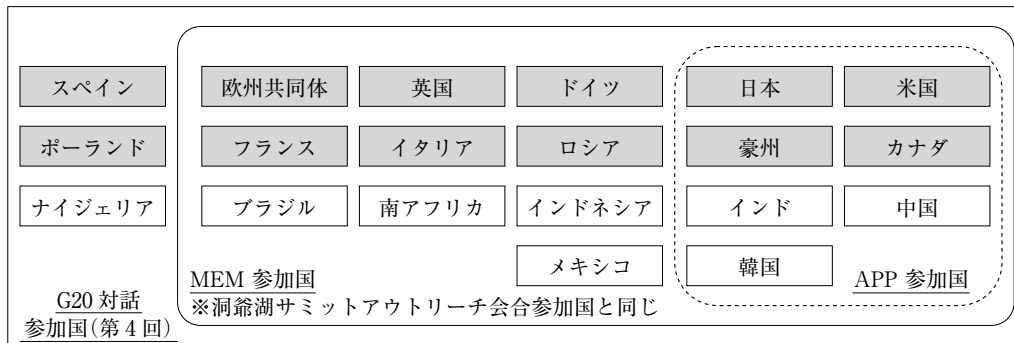 スペイン 欧州共同体 英国 ドイツ 日本 米国
ポーランド フランス イタリア ロシア 豪州 カナダ
ナイジェリア ブラジル 南アフリカ インドネシア インド 中国
メキシコ 韓国
MEM 参加国 APP 参加国
※洞爺湖サミットアウトリーチ会合参加国と同じ
G20 対話
参加国(第4回)